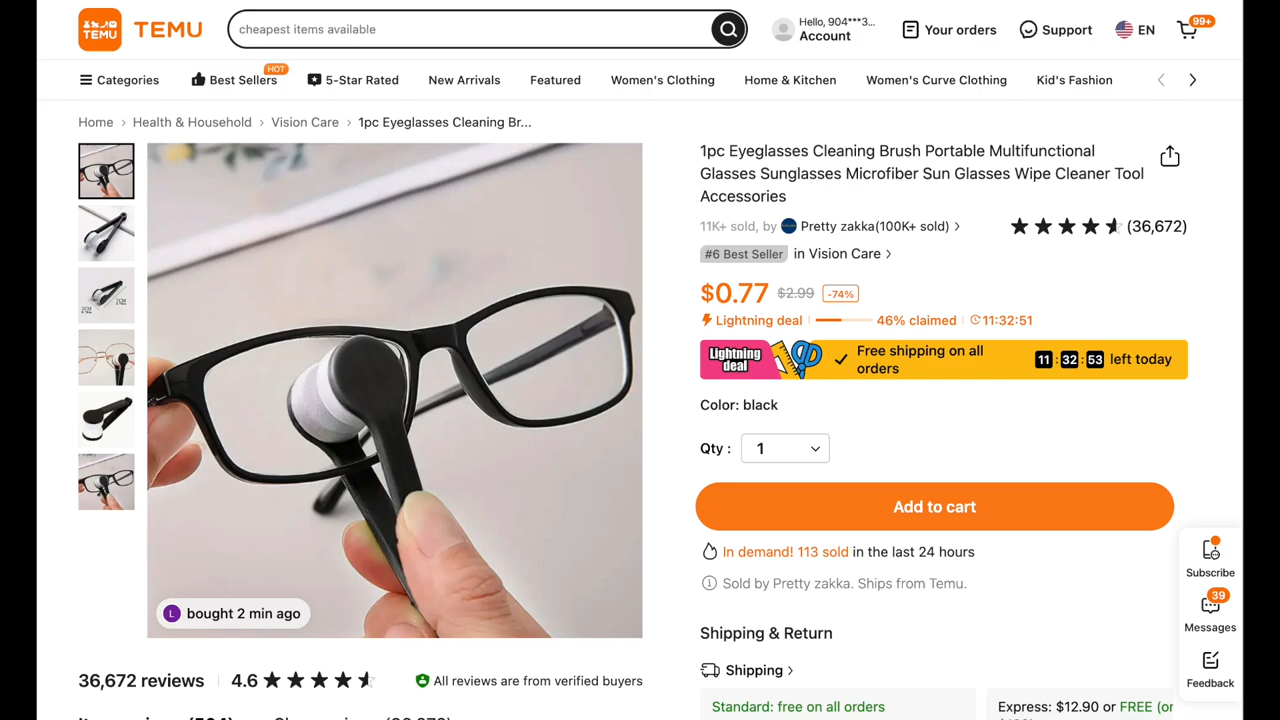 TEMU
TEMU
cheapest items available
Hello, 904***3...
Account
Your orders
Support
EN
99+
Categories
Best Sellers
HOT
5-Star Rated
New Arrivals
Featured
Women's Clothing
Home & Kitchen
Women's Curve Clothing
Kid's Fashion
Home > Health & Household > Vision Care > 1pc Eyeglasses Cleaning Br...
1pc Eyeglasses Cleaning Brush Portable Multifunctional
Glasses Sunglasses Microfiber Sun Glasses Wipe Cleaner Tool
Accessories
11K+ sold, by Pretty zakka(100K+ sold) >
(36,672)
#6 Best Seller in Vision Care >
$0.77 $2.99 -74%
Lightning deal 46% claimed 11:32:51
Lightning
deal
Free shipping on all
orders
11 : 32 : 53 left today
Color: black
Qty : 1
Add to cart
In demand! 113 sold in the last 24 hours
Sold by Pretty zakka. Ships from Temu.
Shipping & Return
Shipping >
Standard: free on all orders
Express: $12.90 or FREE (or
L bought 2 min ago
36,672 reviews
4.6
All reviews are from verified buyers
Subscribe
39
Messages
Feedback